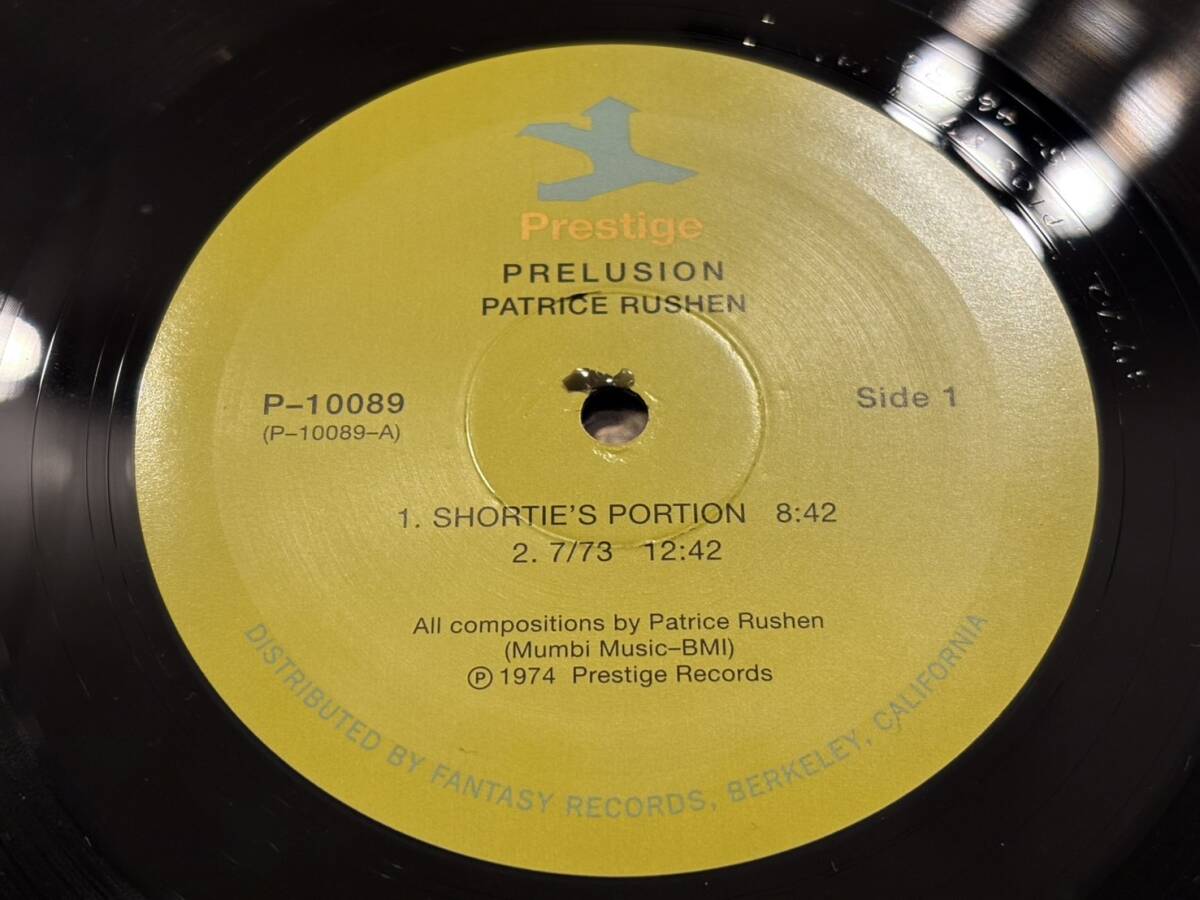 Prestige
PRELUSION
PATRICE RUSHEN
P–10089
(P–10089–A)
Side 1
1. SHORTIE'S PORTION 8:42
2. 7/73 12:42
All compositions by Patrice Rushen
(Mumbi Music–BMI)
Ⓟ 1974 Prestige Records
DISTRIBUTED BY FANTASY RECORDS, BERKELEY, CALIFORNIA